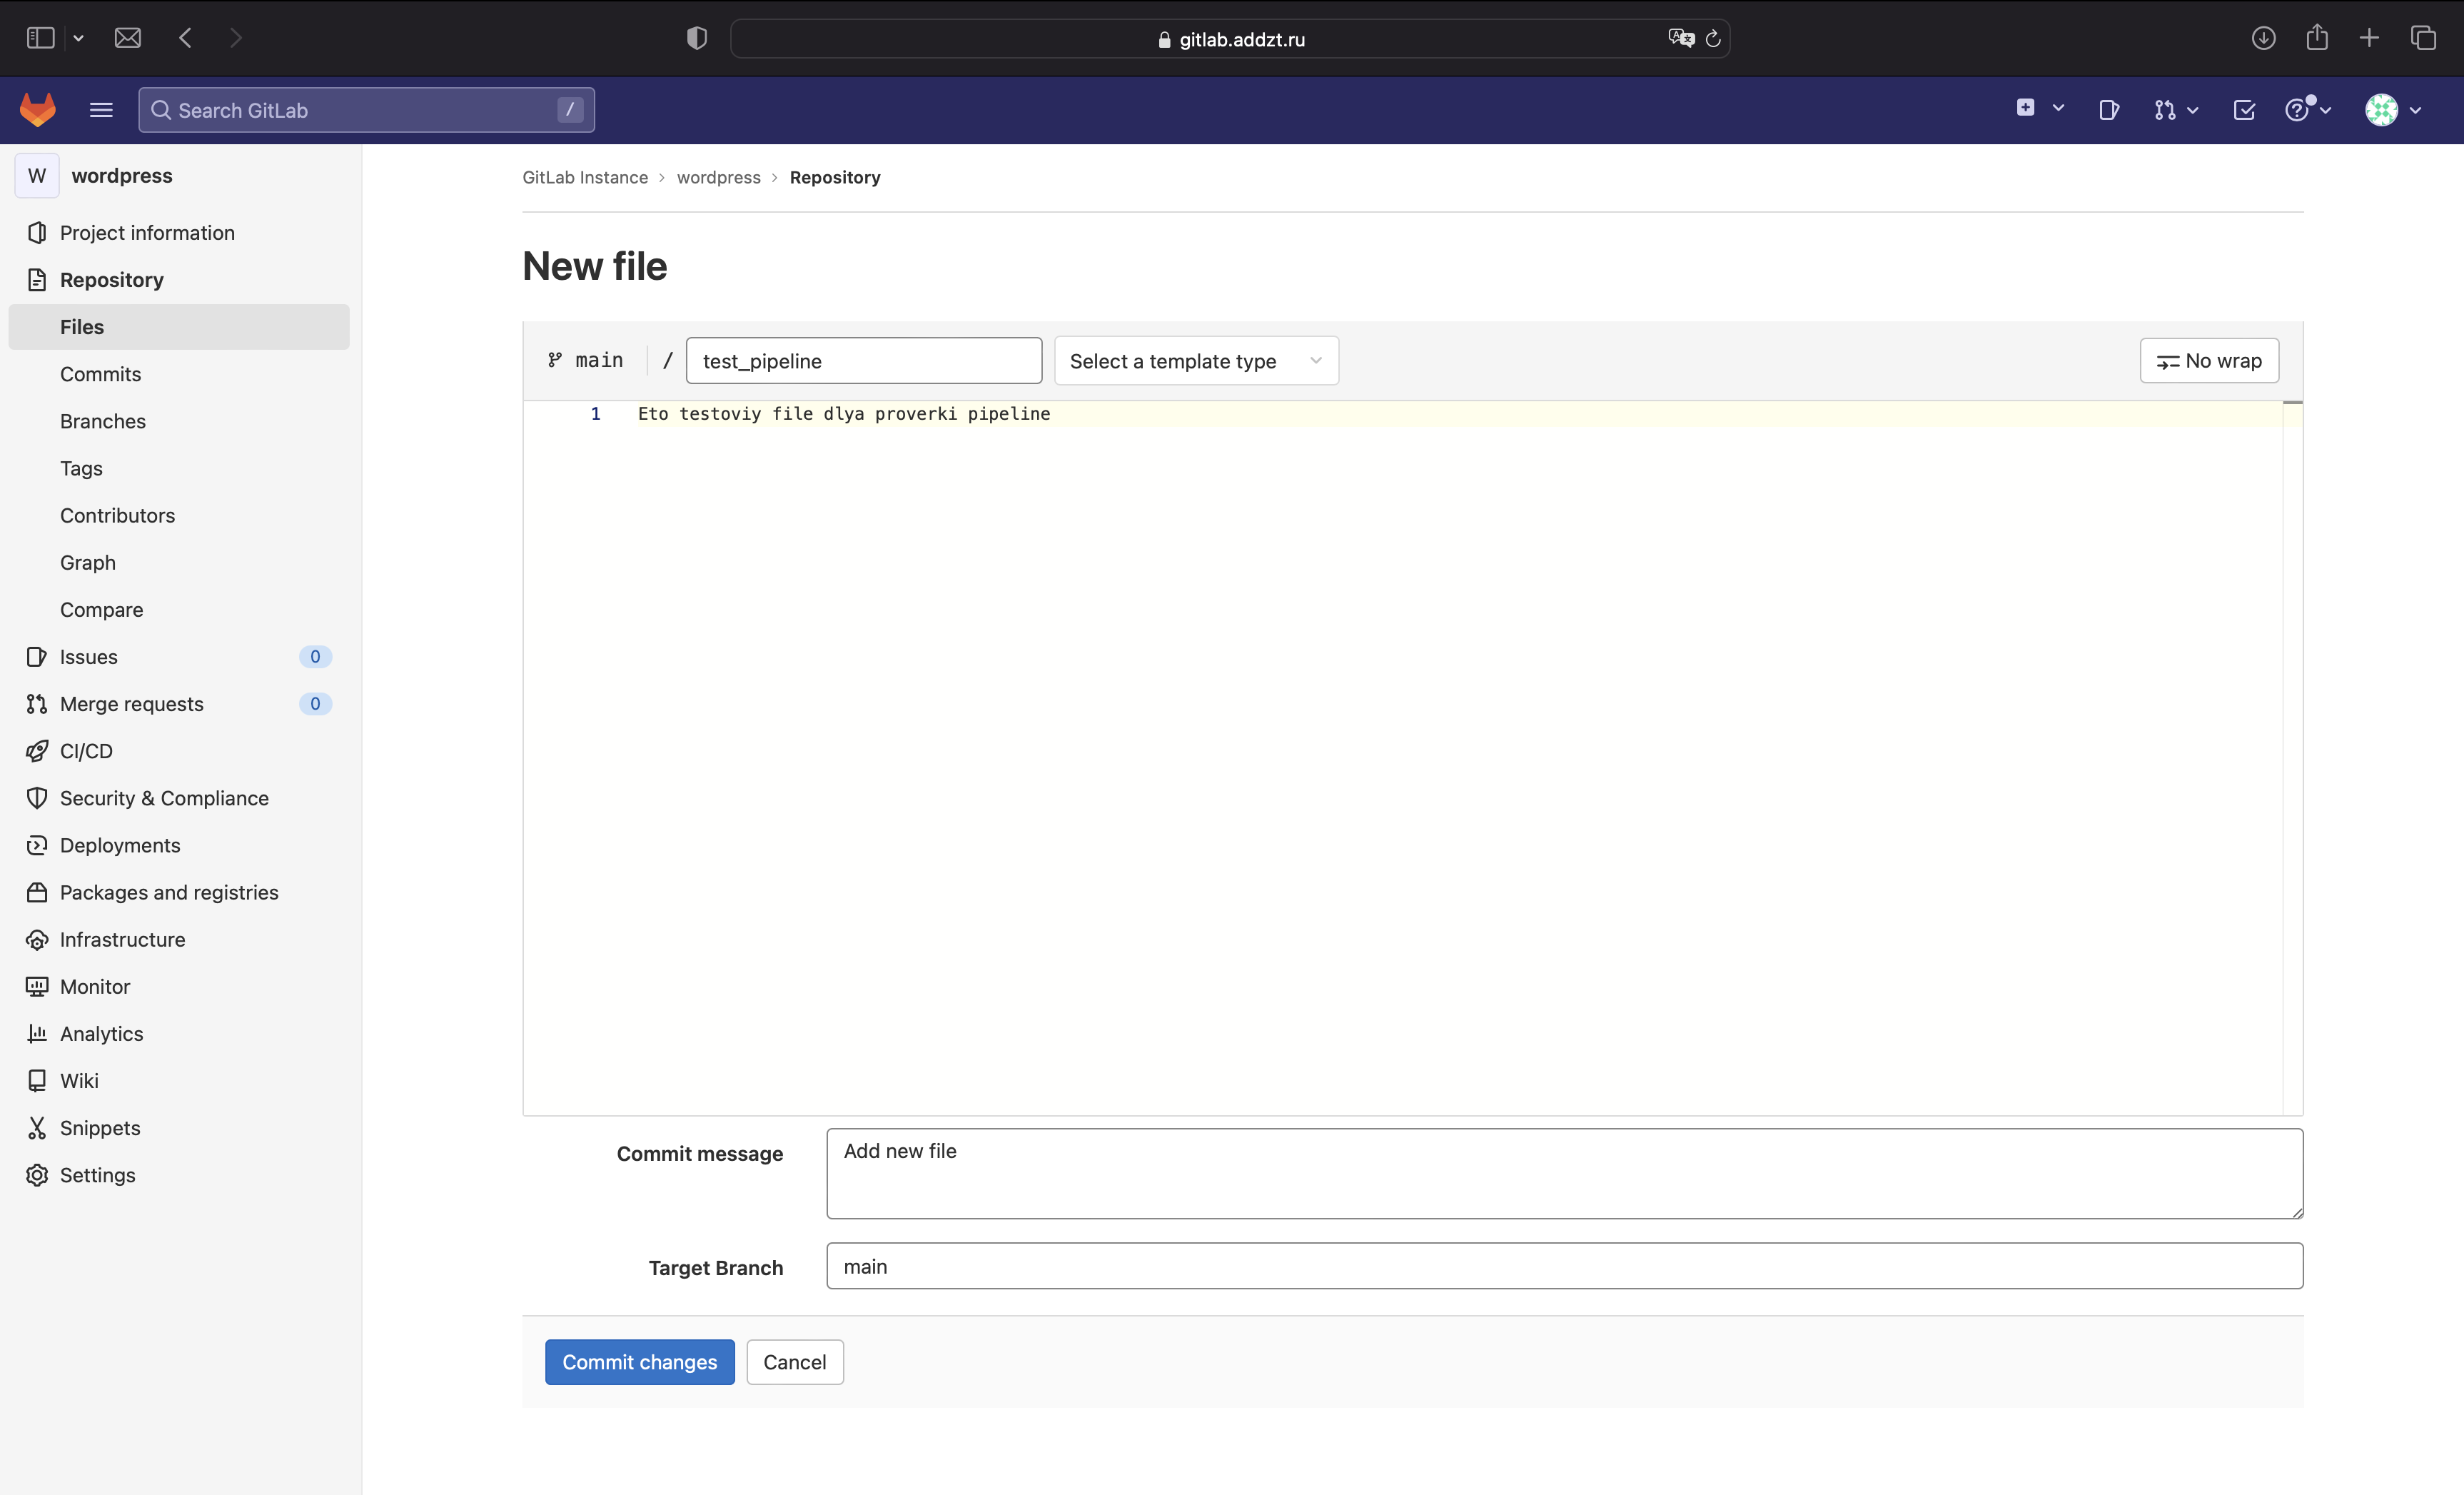 gitlab.addzt.ru
Search GitLab /
W wordpress
Project information
Repository
Files
Commits
Branches
Tags
Contributors
Graph
Compare
Issues 0
Merge requests 0
CI/CD
Security & Compliance
Deployments
Packages and registries
Infrastructure
Monitor
Analytics
Wiki
Snippets
Settings
GitLab Instance > wordpress > Repository
New file
main / test_pipeline Select a template type No wrap
1 Eto testoviy file dlya proverki pipeline
Commit message Add new file
Target Branch main
Commit changes Cancel